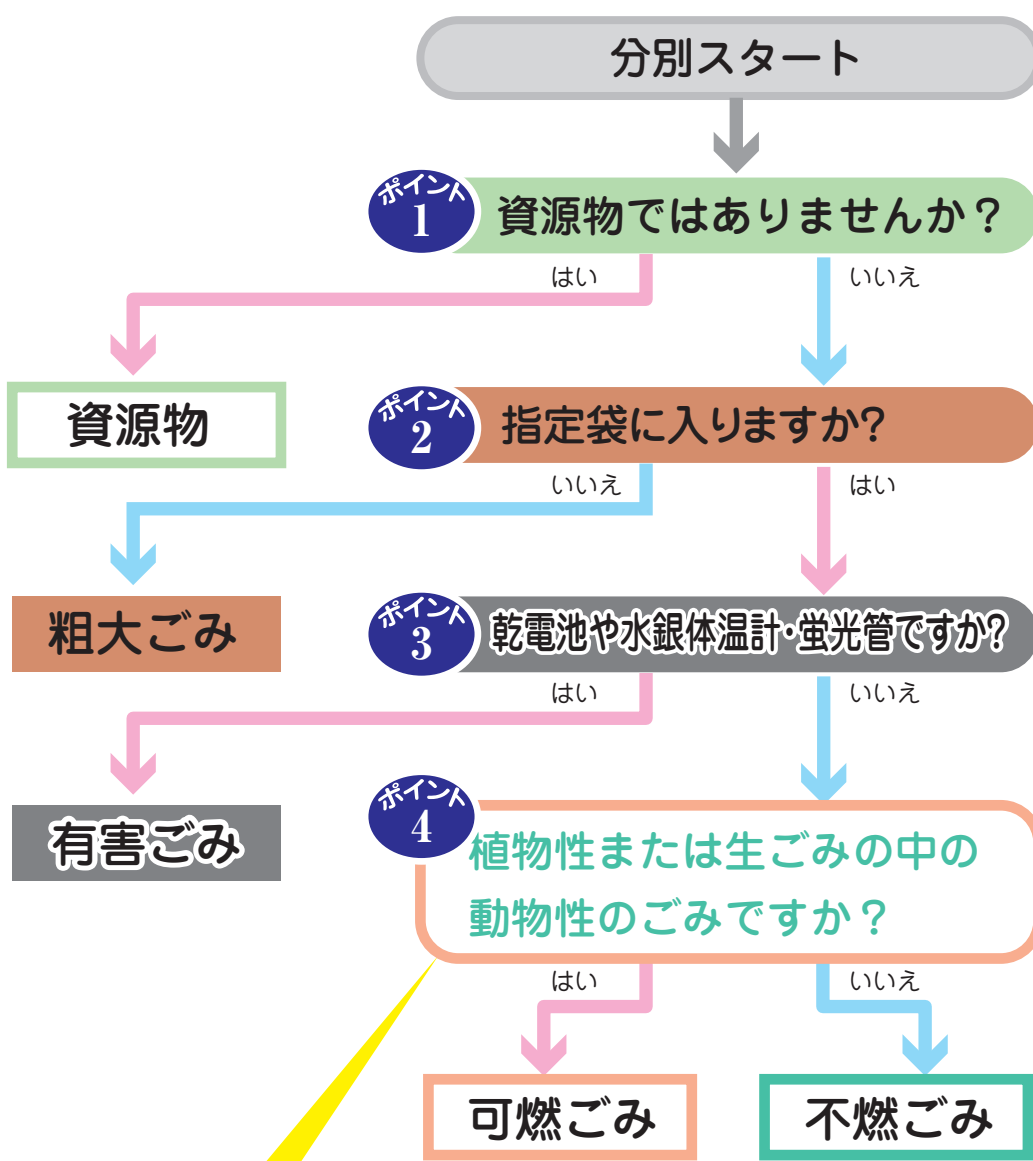 分別スタート
ポイント
1
資源物ではありませんか？
はい
いいえ
資源物
ポイント
2
指定袋に入りますか?
いいえ
はい
粗大ごみ
ポイント
3
乾電池や水銀体温計・蛍光管ですか?
はい
いいえ
有害ごみ
ポイント
4
植物性または生ごみの中の
動物性のごみですか？
はい
いいえ
可燃ごみ
不燃ごみ